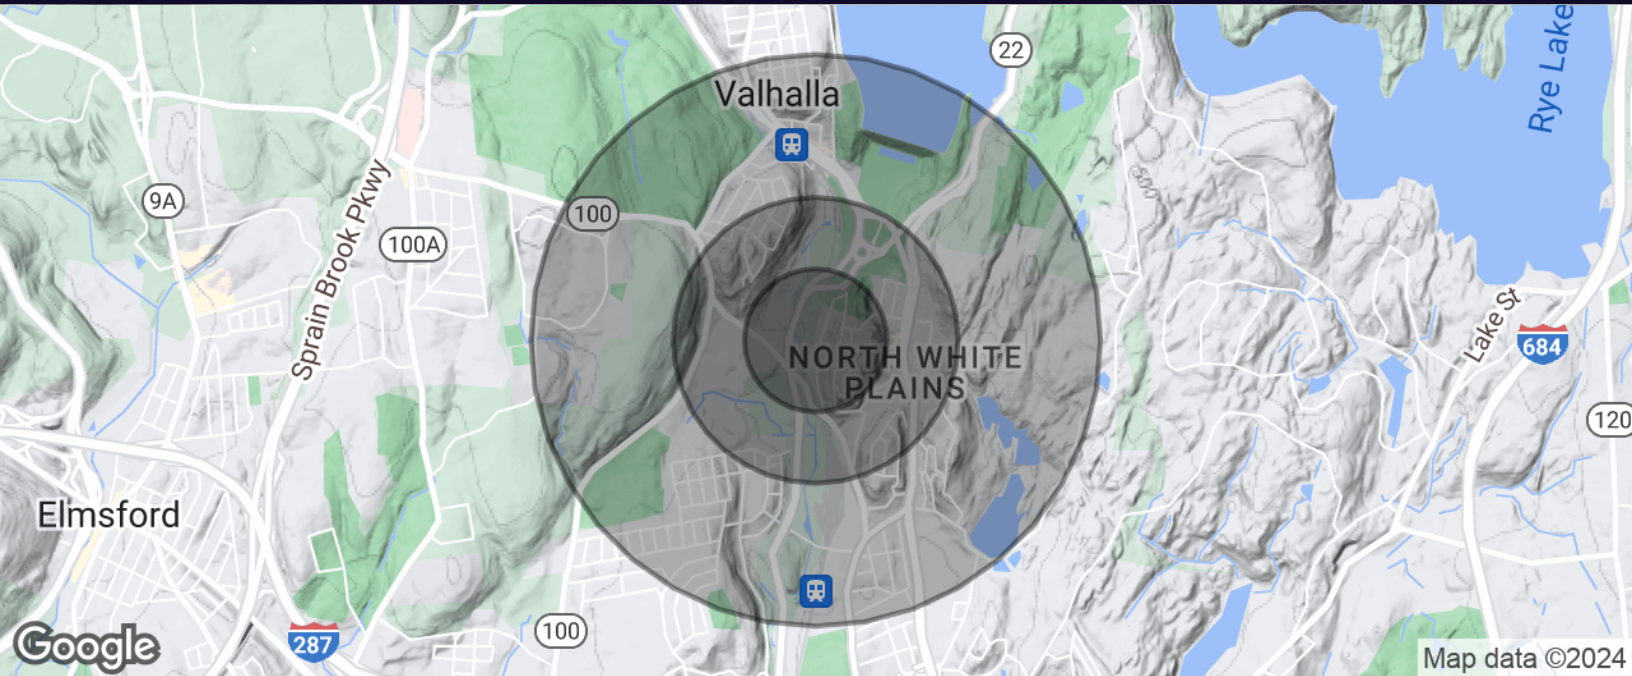 22
Rye Lake
Valhalla
9A
100
100A
Sprain Brook Pkwy
500
Lake St
684
NORTH WHITE
PLAINS
120
Elmsford
100
287
Google
Map data ©2024